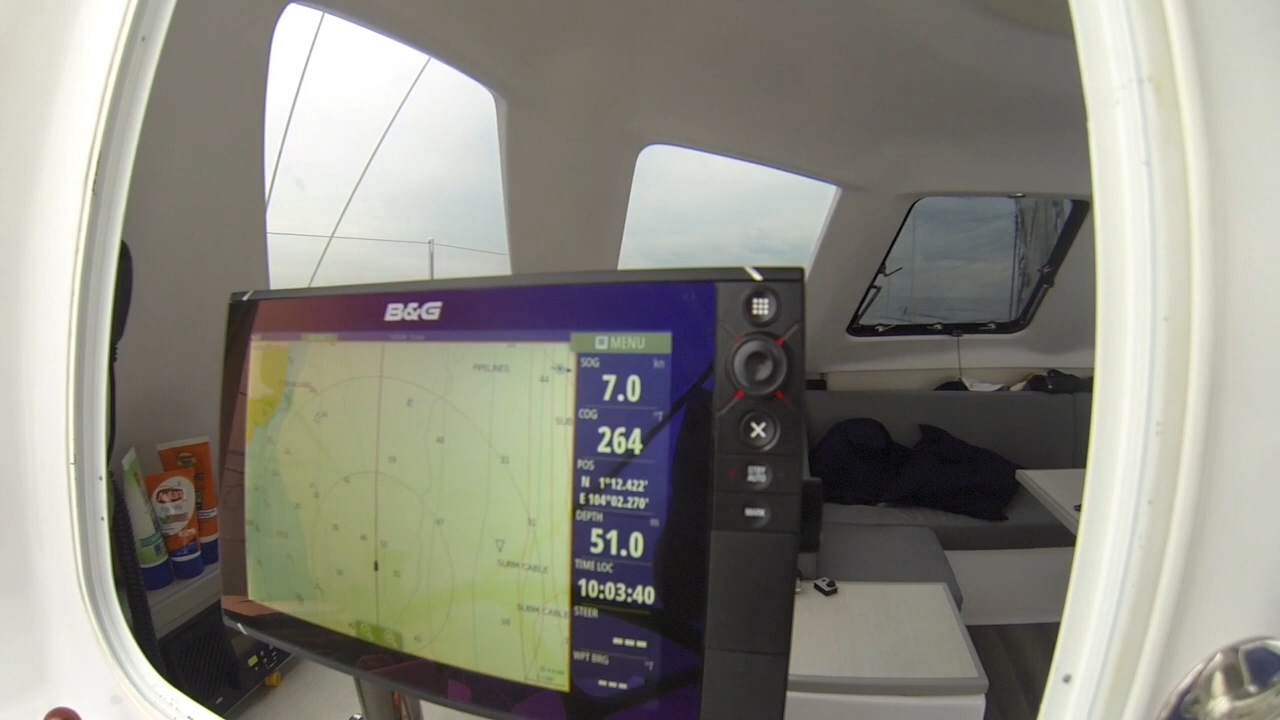 B&G
MENU
SOG
kn
7.0
COG
°T
264
POS
N 1°12.422'
E 104°02.270'
DEPTH
m
51.0
TIME LOC
10:03:40
STEER
---
WPT BRG
°T
---
PIPELINES
44
SUBM CABLE
SUBM CABLE
STBY
AUTO
MARK